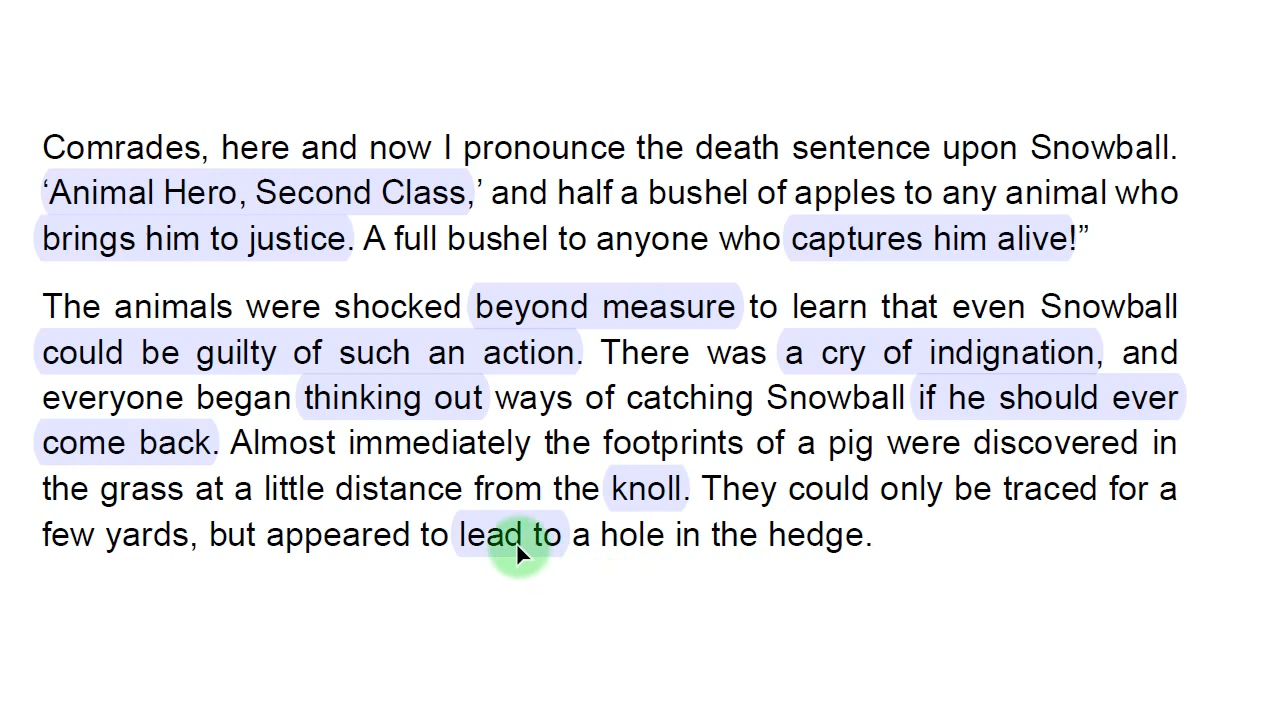 Comrades, here and now I pronounce the death sentence upon Snowball.
‘Animal Hero, Second Class,’ and half a bushel of apples to any animal who
brings him to justice. A full bushel to anyone who captures him alive!”
The animals were shocked beyond measure to learn that even Snowball
could be guilty of such an action. There was a cry of indignation, and
everyone began thinking out ways of catching Snowball if he should ever
come back. Almost immediately the footprints of a pig were discovered in
the grass at a little distance from the knoll. They could only be traced for a
few yards, but appeared to lead to a hole in the hedge.